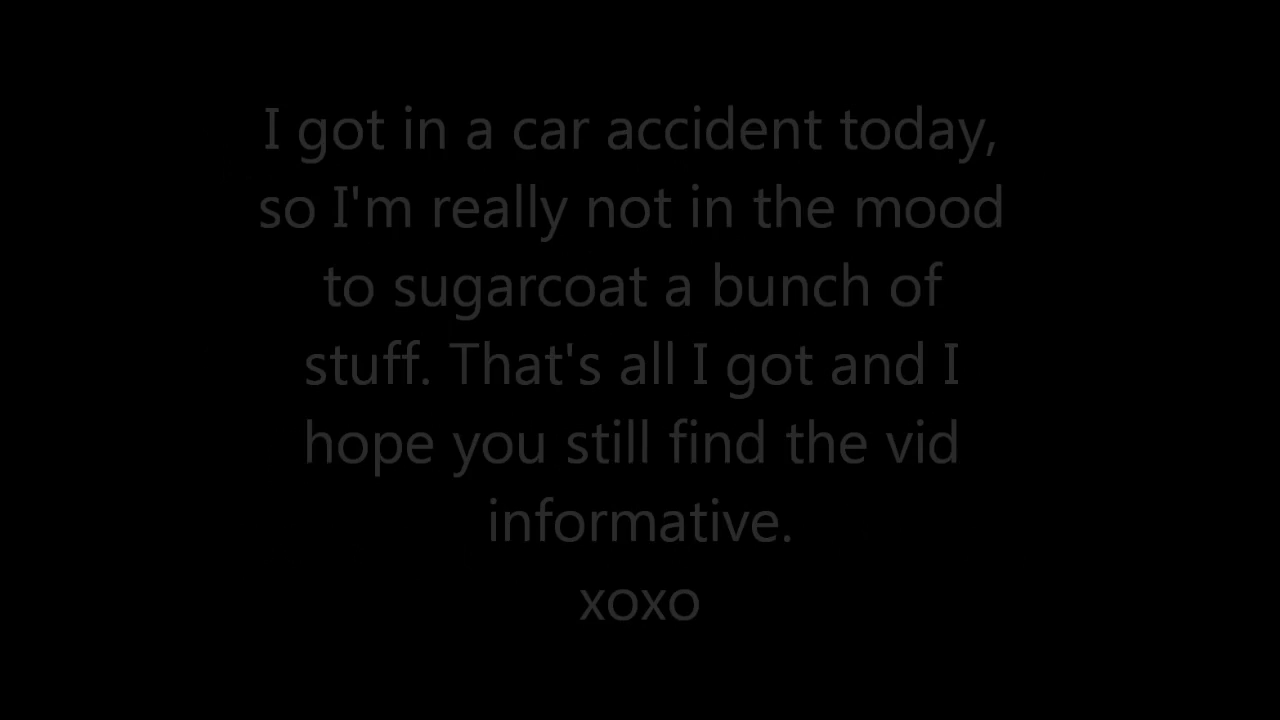 I got in a car accident today,
so I'm really not in the mood
to sugarcoat a bunch of
stuff. That's all I got and I
hope you still find the vid
informative.
xoxo